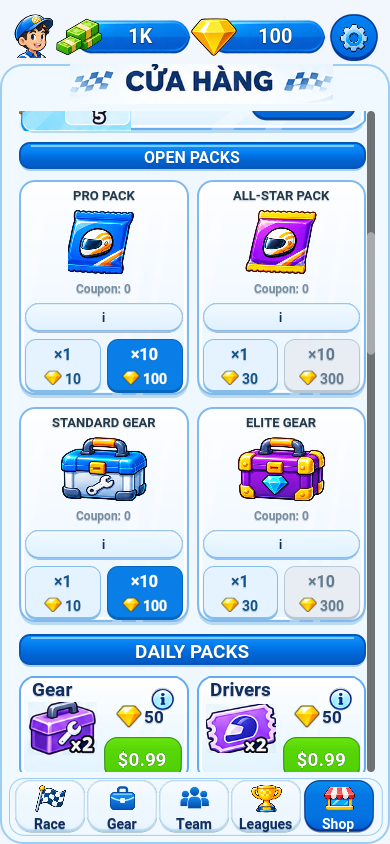 1K
100
CỬA HÀNG
5
OPEN PACKS
PRO PACK
ALL-STAR PACK
Coupon: 0
Coupon: 0
i
i
×1
10
×10
100
×1
30
×10
300
STANDARD GEAR
ELITE GEAR
Coupon: 0
Coupon: 0
i
i
×1
10
×10
100
×1
30
×10
300
DAILY PACKS
Gear
i
50
x2
$0.99
Drivers
i
50
x2
$0.99
Race
Gear
Team
Leagues
Shop